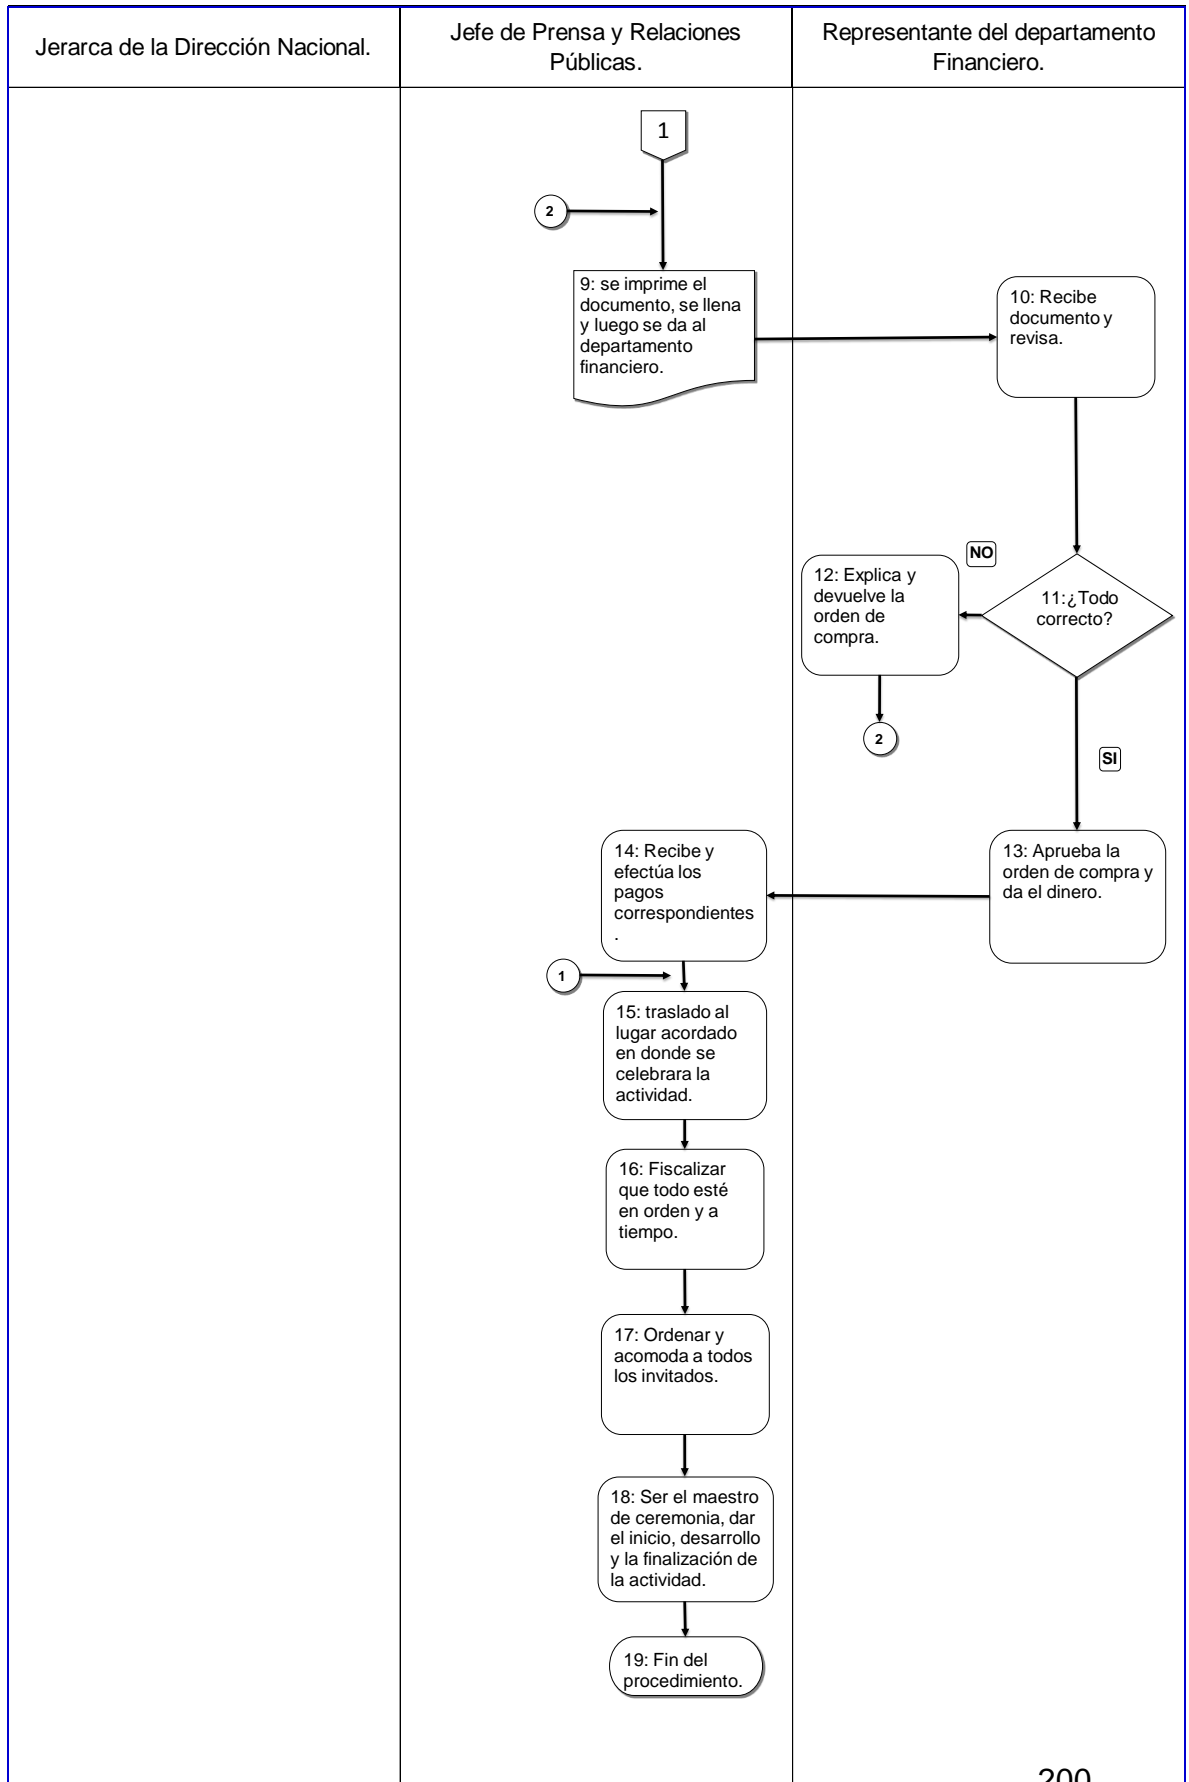 Jerarca de la Dirección Nacional.
Jefe de Prensa y Relaciones
Públicas.
Representante del departamento
Financiero.
1
2
9: se imprime el
documento, se llena
y luego se da al
departamento
financiero.
10: Recibe
documento y
revisa.
NO
11:¿Todo
correcto?
12: Explica y
devuelve la
orden de
compra.
2
SI
13: Aprueba la
orden de compra y
da el dinero.
14: Recibe y
efectúa los
pagos
correspondientes
.
1
15: traslado al
lugar acordado
en donde se
celebrara la
actividad.
16: Fiscalizar
que todo esté
en orden y a
tiempo.
17: Ordenar y
acomoda a todos
los invitados.
18: Ser el maestro
de ceremonia, dar
el inicio, desarrollo
y la finalización de
la actividad.
19: Fin del
procedimiento.
200